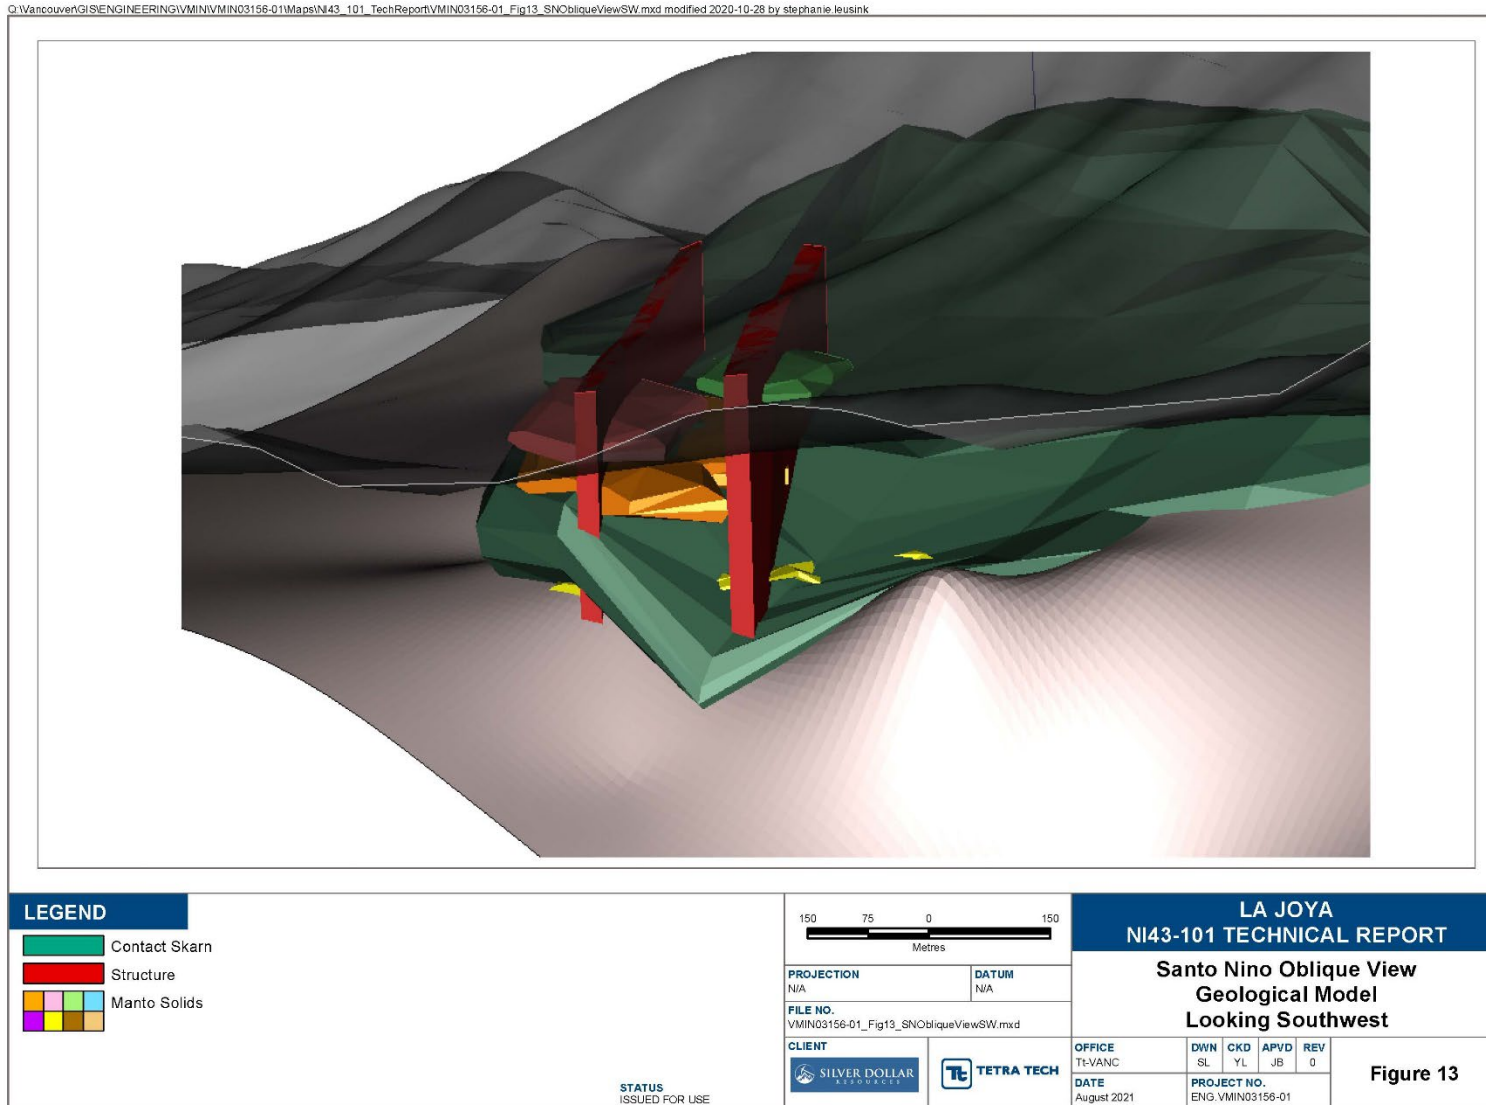 Q:\Vancouver\GIS\ENGINEERING\VMIN\VMIN03156-01\Maps\NI43_101_TechReport\VMIN03156-01_Fig13_SNObliqueViewSW.mxd modified 2020-10-28 by stephanie.leusink
LEGEND
Contact Skarn
Structure
Manto Solids
STATUS
ISSUED FOR USE
150 75 0 150
Metres
PROJECTION
N/A
DATUM
N/A
FILE NO.
VMIN03156-01_Fig13_SNObliqueViewSW.mxd
CLIENT
SILVER DOLLAR
RESOURCES
Tt TETRA TECH
LA JOYA
NI43-101 TECHNICAL REPORT
Santo Nino Oblique View
Geological Model
Looking Southwest
OFFICE
Tt-VANC
DWN CKD APVD REV
SL YL JB 0
DATE
August 2021
PROJECT NO.
ENG.VMIN03156-01
Figure 13